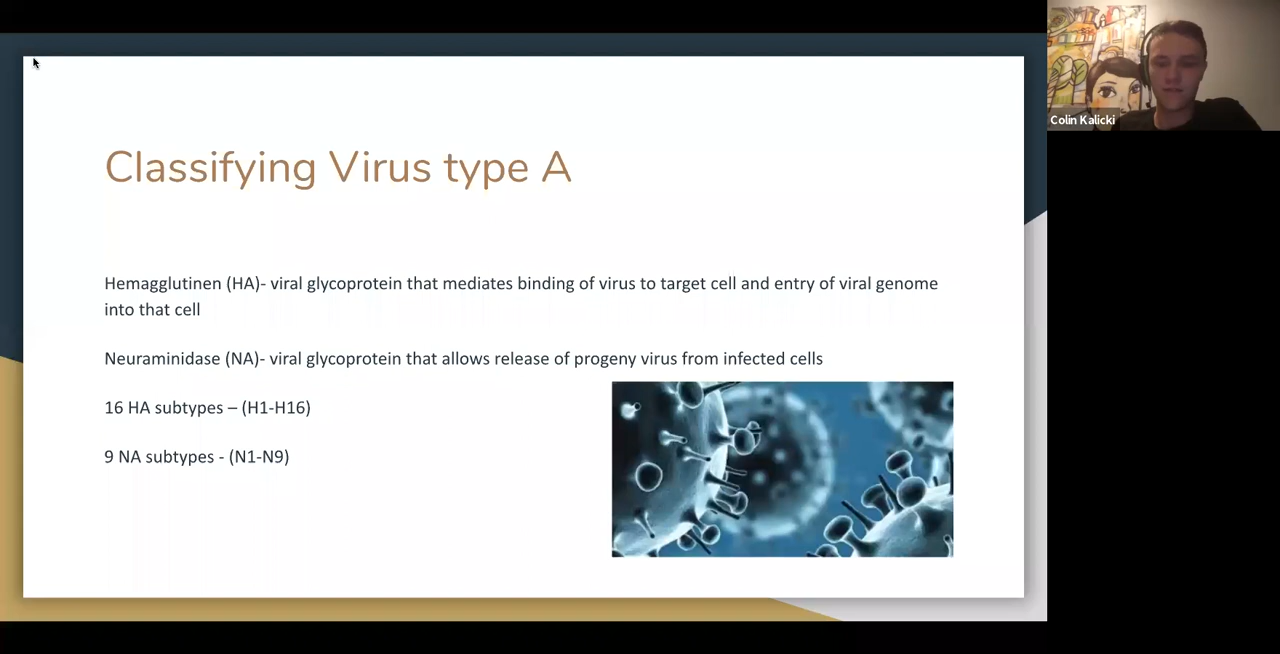 Classifying Virus type A
Hemagglutinen (HA)- viral glycoprotein that mediates binding of virus to target cell and entry of viral genome
into that cell
Neuraminidase (NA)- viral glycoprotein that allows release of progeny virus from infected cells
16 HA subtypes – (H1-H16)
9 NA subtypes - (N1-N9)
Colin Kalicki